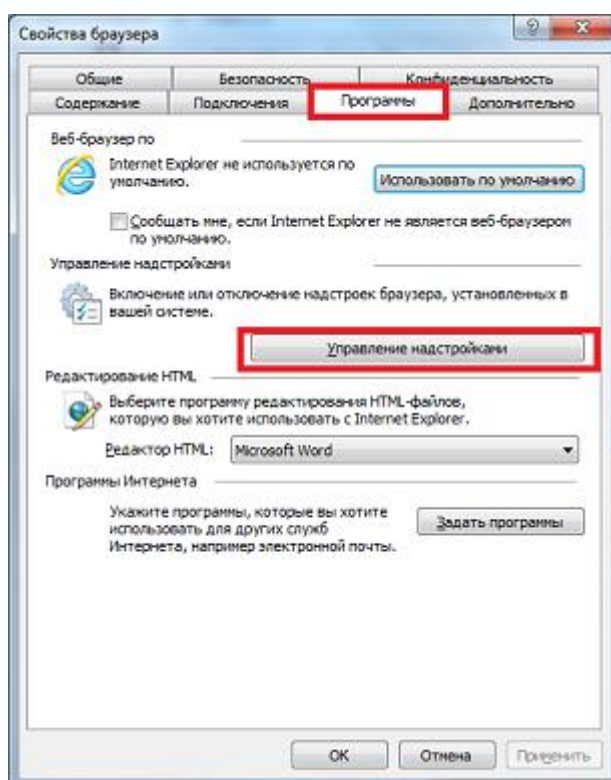 Свойства браузера
Общие Безопасность Конфиденциальность
Содержание Подключения Программы Дополнительно
Веб-браузер по
Internet Explorer не используется по
умолчанию.
Использовать по умолчанию
Сообщать мне, если Internet Explorer не является веб-браузером
по умолчанию.
Управление надстройками
Включение или отключение надстроек браузера, установленных в
вашей системе.
Управление надстройками
Редактирование HTML
Выберите программу редактирования HTML-файлов,
которую вы хотите использовать с Internet Explorer.
Редактор HTML: Microsoft Word
Программы Интернета
Укажите программы, которые вы хотите
использовать для других служб
Интернета, например электронной почты.
Задать программы
ОК Отмена Применить